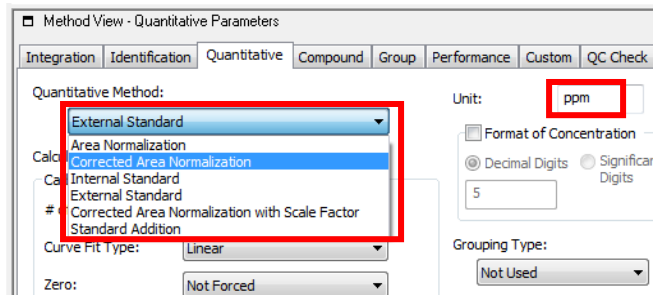 Method View - Quantitative Parameters
Integration Identification Quantitative Compound Group Performance Custom QC Check
Quantitative Method:
External Standard
Area Normalization
Corrected Area Normalization
Internal Standard
External Standard
Corrected Area Normalization with Scale Factor
Standard Addition
Curve Fit Type: Linear
Zero: Not Forced
Unit: ppm
Format of Concentration
Decimal Digits
Digits
5
Grouping Type:
Not Used